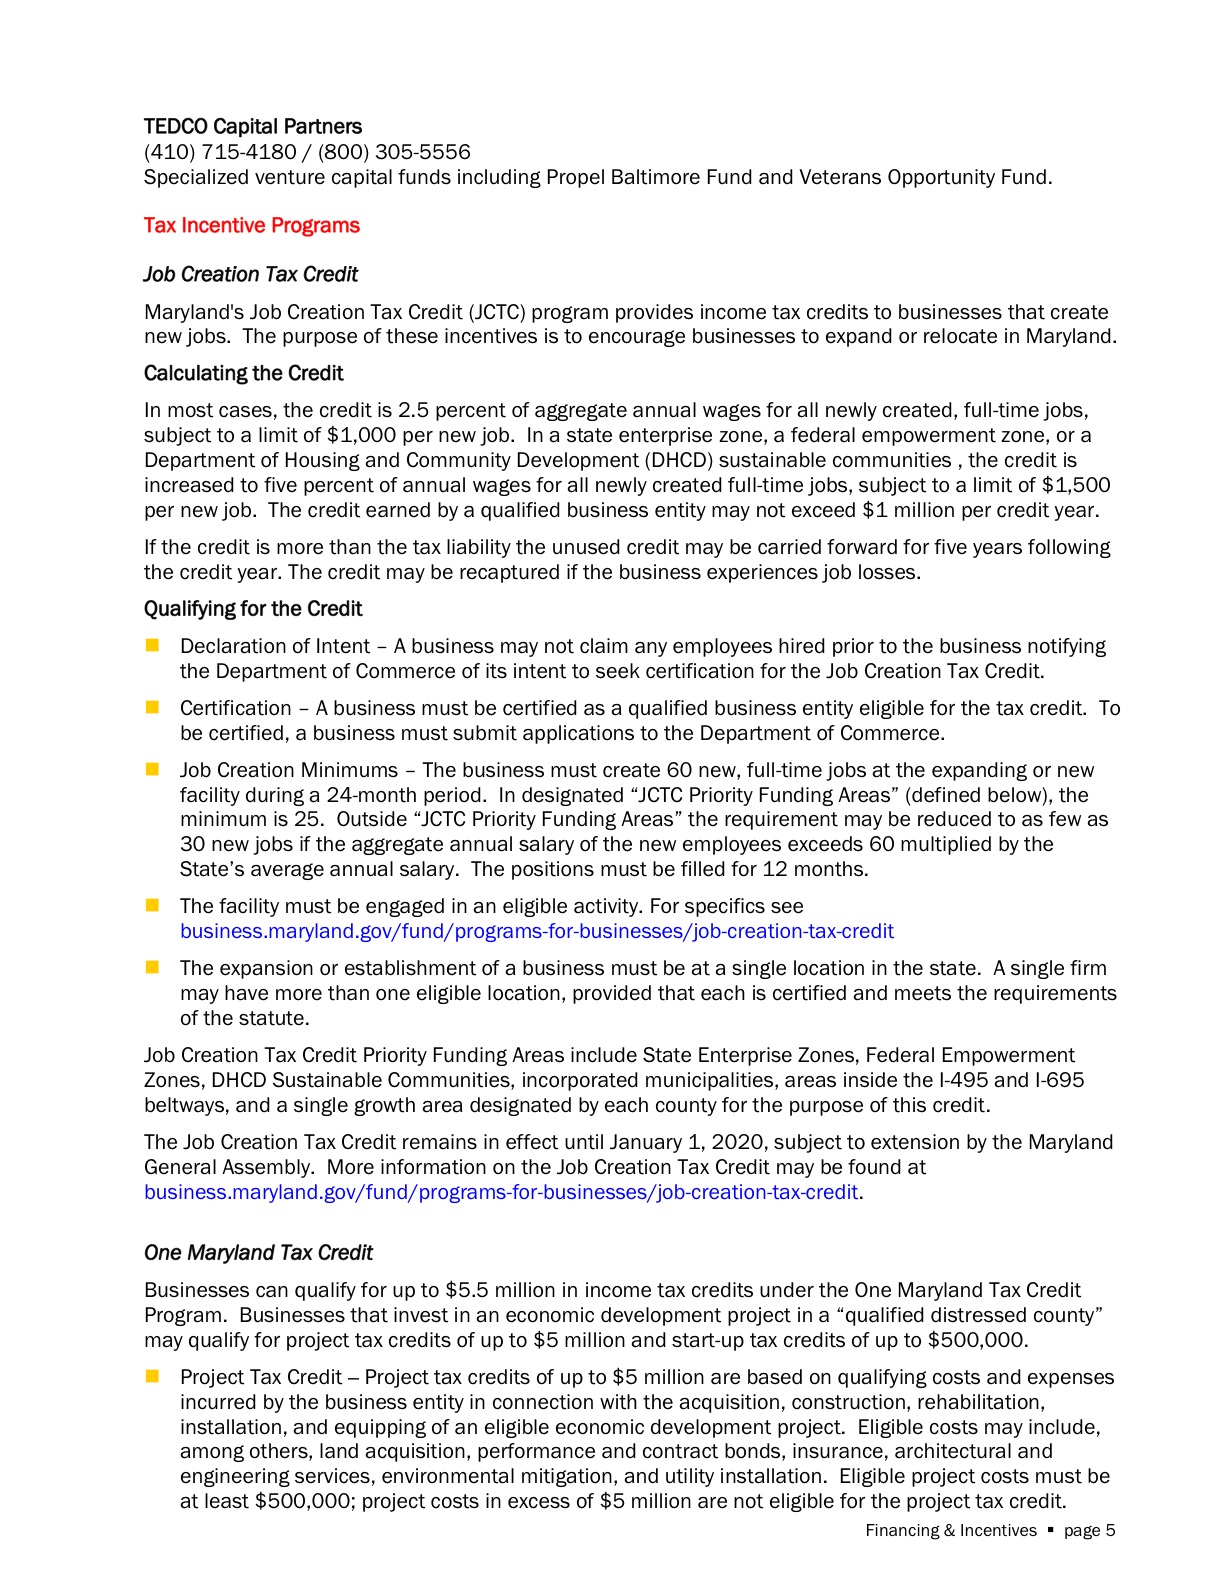 TEDCO Capital Partners
(410) 715-4180 / (800) 305-5556
Specialized venture capital funds including Propel Baltimore Fund and Veterans Opportunity Fund.
Tax Incentive Programs
Job Creation Tax Credit
Maryland's Job Creation Tax Credit (JCTC) program provides income tax credits to businesses that create
new jobs.  The purpose of these incentives is to encourage businesses to expand or relocate in Maryland.
Calculating the Credit
In most cases, the credit is 2.5 percent of aggregate annual wages for all newly created, full-time jobs,
subject to a limit of $1,000 per new job.  In a state enterprise zone, a federal empowerment zone, or a
Department of Housing and Community Development (DHCD) sustainable communities , the credit is
increased to five percent of annual wages for all newly created full-time jobs, subject to a limit of $1,500
per new job.  The credit earned by a qualified business entity may not exceed $1 million per credit year.
If the credit is more than the tax liability the unused credit may be carried forward for five years following
the credit year. The credit may be recaptured if the business experiences job losses.
Qualifying for the Credit
■ Declaration of Intent – A business may not claim any employees hired prior to the business notifying
the Department of Commerce of its intent to seek certification for the Job Creation Tax Credit.
■ Certification – A business must be certified as a qualified business entity eligible for the tax credit.  To
be certified, a business must submit applications to the Department of Commerce.
■ Job Creation Minimums – The business must create 60 new, full-time jobs at the expanding or new
facility during a 24-month period.  In designated “JCTC Priority Funding Areas” (defined below), the
minimum is 25.  Outside “JCTC Priority Funding Areas” the requirement may be reduced to as few as
30 new jobs if the aggregate annual salary of the new employees exceeds 60 multiplied by the
State’s average annual salary.  The positions must be filled for 12 months.
■ The facility must be engaged in an eligible activity. For specifics see
business.maryland.gov/fund/programs-for-businesses/job-creation-tax-credit
■ The expansion or establishment of a business must be at a single location in the state.  A single firm
may have more than one eligible location, provided that each is certified and meets the requirements
of the statute.
Job Creation Tax Credit Priority Funding Areas include State Enterprise Zones, Federal Empowerment
Zones, DHCD Sustainable Communities, incorporated municipalities, areas inside the I-495 and I-695
beltways, and a single growth area designated by each county for the purpose of this credit.
The Job Creation Tax Credit remains in effect until January 1, 2020, subject to extension by the Maryland
General Assembly.  More information on the Job Creation Tax Credit may be found at
business.maryland.gov/fund/programs-for-businesses/job-creation-tax-credit.
One Maryland Tax Credit
Businesses can qualify for up to $5.5 million in income tax credits under the One Maryland Tax Credit
Program.  Businesses that invest in an economic development project in a “qualified distressed county”
may qualify for project tax credits of up to $5 million and start-up tax credits of up to $500,000.
■ Project Tax Credit – Project tax credits of up to $5 million are based on qualifying costs and expenses
incurred by the business entity in connection with the acquisition, construction, rehabilitation,
installation, and equipping of an eligible economic development project.  Eligible costs may include,
among others, land acquisition, performance and contract bonds, insurance, architectural and
engineering services, environmental mitigation, and utility installation.  Eligible project costs must be
at least $500,000; project costs in excess of $5 million are not eligible for the project tax credit.
Financing & Incentives ▪ page 5